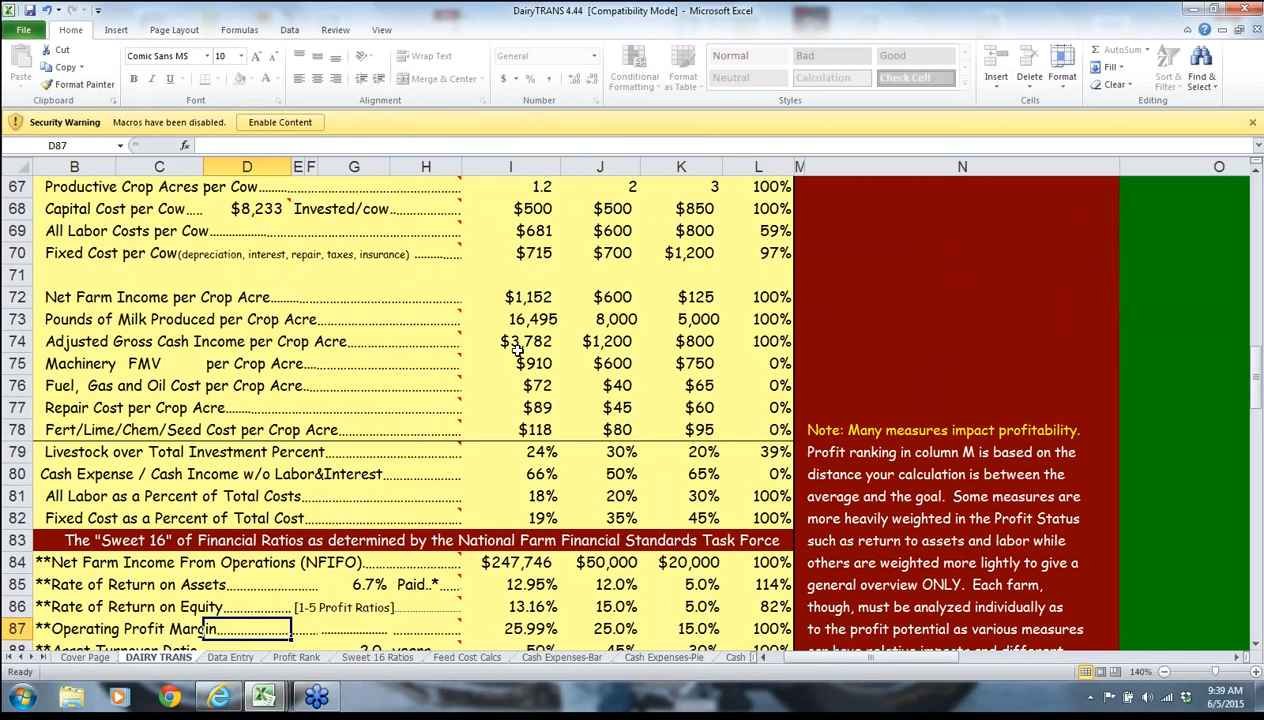 DairyTRANS 4.44 [Compatibility Mode] - Microsoft Excel
File Home Insert Page Layout Formulas Data Review View
Paste Cut Copy Format Painter Clipboard
Comic Sans MS 10 A A B I U A Font
Wrap Text Merge & Center Alignment
General $ % , Number
Conditional Formatting Format as Table
Normal Bad Good
Neutral Calculation Check Cell
Styles
Insert Delete Format Cells
AutoSum Fill Clear Sort & Filter Find & Select Editing
Security Warning Macros have been disabled. Enable Content
D87 fx
B C D E F G H I J K L M N O
67 Productive Crop Acres per Cow 1.2 2 3 100%
68 Capital Cost per Cow..... $8,233 Invested/cow $500 $500 $850 100%
69 All Labor Costs per Cow $681 $600 $800 59%
70 Fixed Cost per Cow(depreciation, interest, repair, taxes, insurance) $715 $700 $1,200 97%
71
72 Net Farm Income per Crop Acre $1,152 $600 $125 100%
73 Pounds of Milk Produced per Crop Acre 16,495 8,000 5,000 100%
74 Adjusted Gross Cash Income per Crop Acre $3,782 $1,200 $800 100%
75 Machinery FMV per Crop Acre $910 $600 $750 0%
76 Fuel, Gas and Oil Cost per Crop Acre $72 $40 $65 0%
77 Repair Cost per Crop Acre $89 $45 $60 0%
78 Fert/Lime/Chem/Seed Cost per Crop Acre $118 $80 $95 0%
79 Livestock over Total Investment Percent 24% 30% 20% 39%
80 Cash Expense / Cash Income w/o Labor&Interest 66% 50% 65% 0%
81 All Labor as a Percent of Total Costs 18% 20% 30% 100%
82 Fixed Cost as a Percent of Total Cost 19% 35% 45% 100%
83 The "Sweet 16" of Financial Ratios as determined by the National Farm Financial Standards Task Force
84 **Net Farm Income From Operations (NFIFO) $247,746 $50,000 $20,000 100%
85 **Rate of Return on Assets 6.7% Paid..* 12.95% 12.0% 5.0% 114%
86 **Rate of Return on Equity [1-5 Profit Ratios] 13.16% 15.0% 5.0% 82%
87 **Operating Profit Margin 25.99% 25.0% 15.0% 100%
88 **Asset Turnover Ratio 2.0 years 50% 45% 30% 100%
Note: Many measures impact profitability.
Profit ranking in column M is based on the
distance your calculation is between the
average and the goal. Some measures are
more heavily weighted in the Profit Status
such as return to assets and labor while
others are weighted more lightly to give a
general overview ONLY. Each farm,
though, must be analyzed individually as
to the profit potential as various measures
can have relative impacts and different
Cover Page DAIRY TRANS Data Entry Profit Rank Sweet 16 Ratios Feed Cost Calcs Cash Expenses-Bar Cash Expenses-Pie Cash
Ready 140%
9:39 AM
6/5/2015